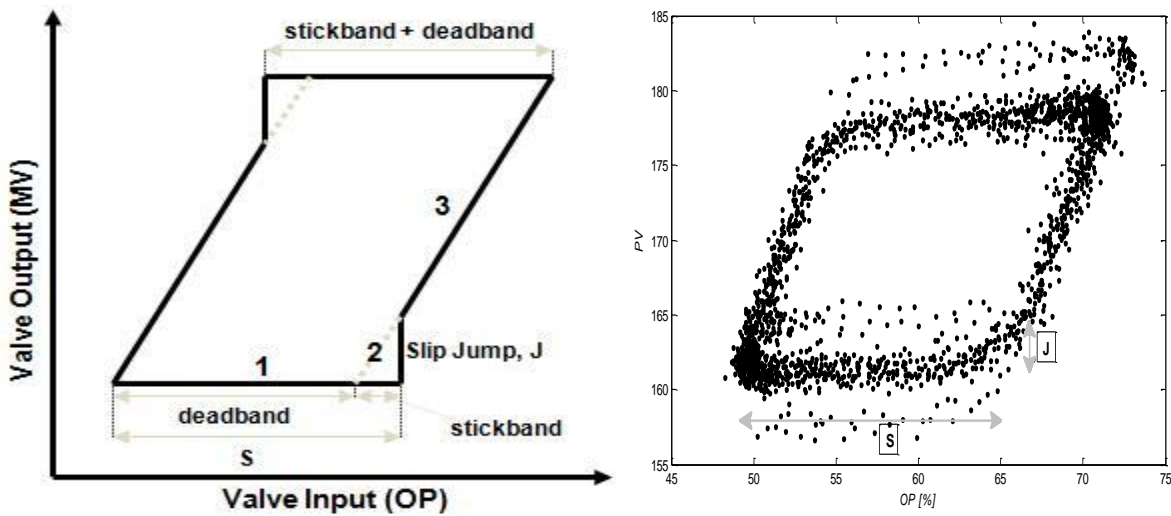 stickband + deadband
3
2
Slip Jump, J
1
deadband
stickband
S
Valve Output (MV)
Valve Input (OP)
185
180
175
170
165
160
155
PV
J
S
45
50
55
60
65
70
75
OP [%]